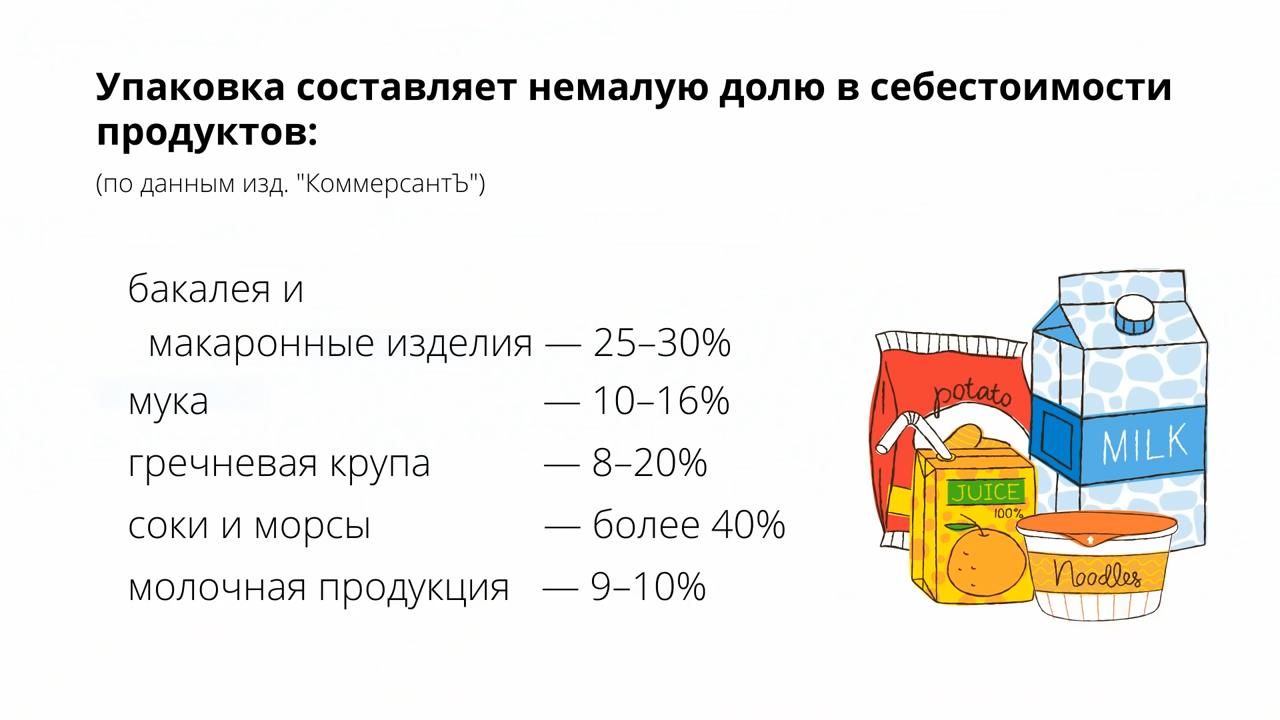 Упаковка составляет немалую долю в себестоимости
продуктов:
(по данным изд. "КоммерсантЪ")
бакалея и
макаронные изделия — 25–30%
мука — 10–16%
гречневая крупа — 8–20%
соки и морсы — более 40%
молочная продукция — 9–10%
potato
MILK
JUICE
100%
Noodles